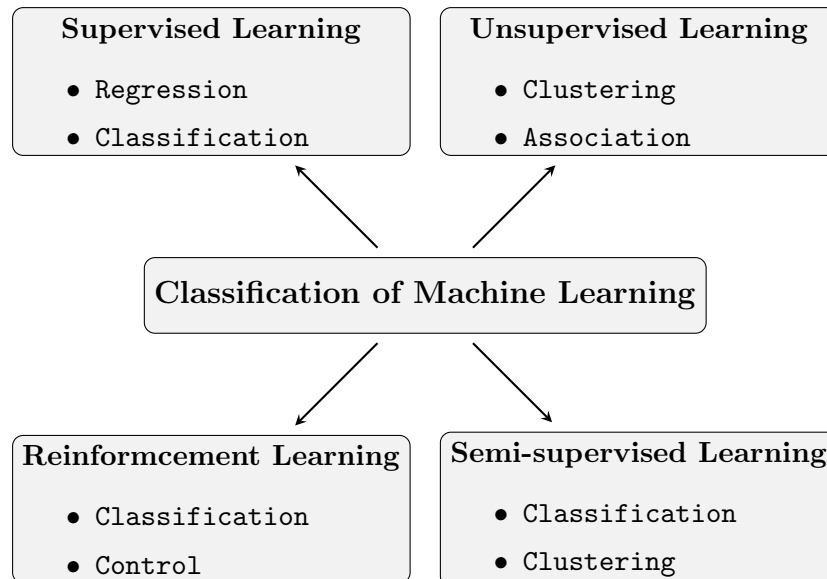 Supervised Learning
• Regression
• Classification
Unsupervised Learning
• Clustering
• Association
Classification of Machine Learning
Reinformcement Learning
• Classification
• Control
Semi-supervised Learning
• Classification
• Clustering